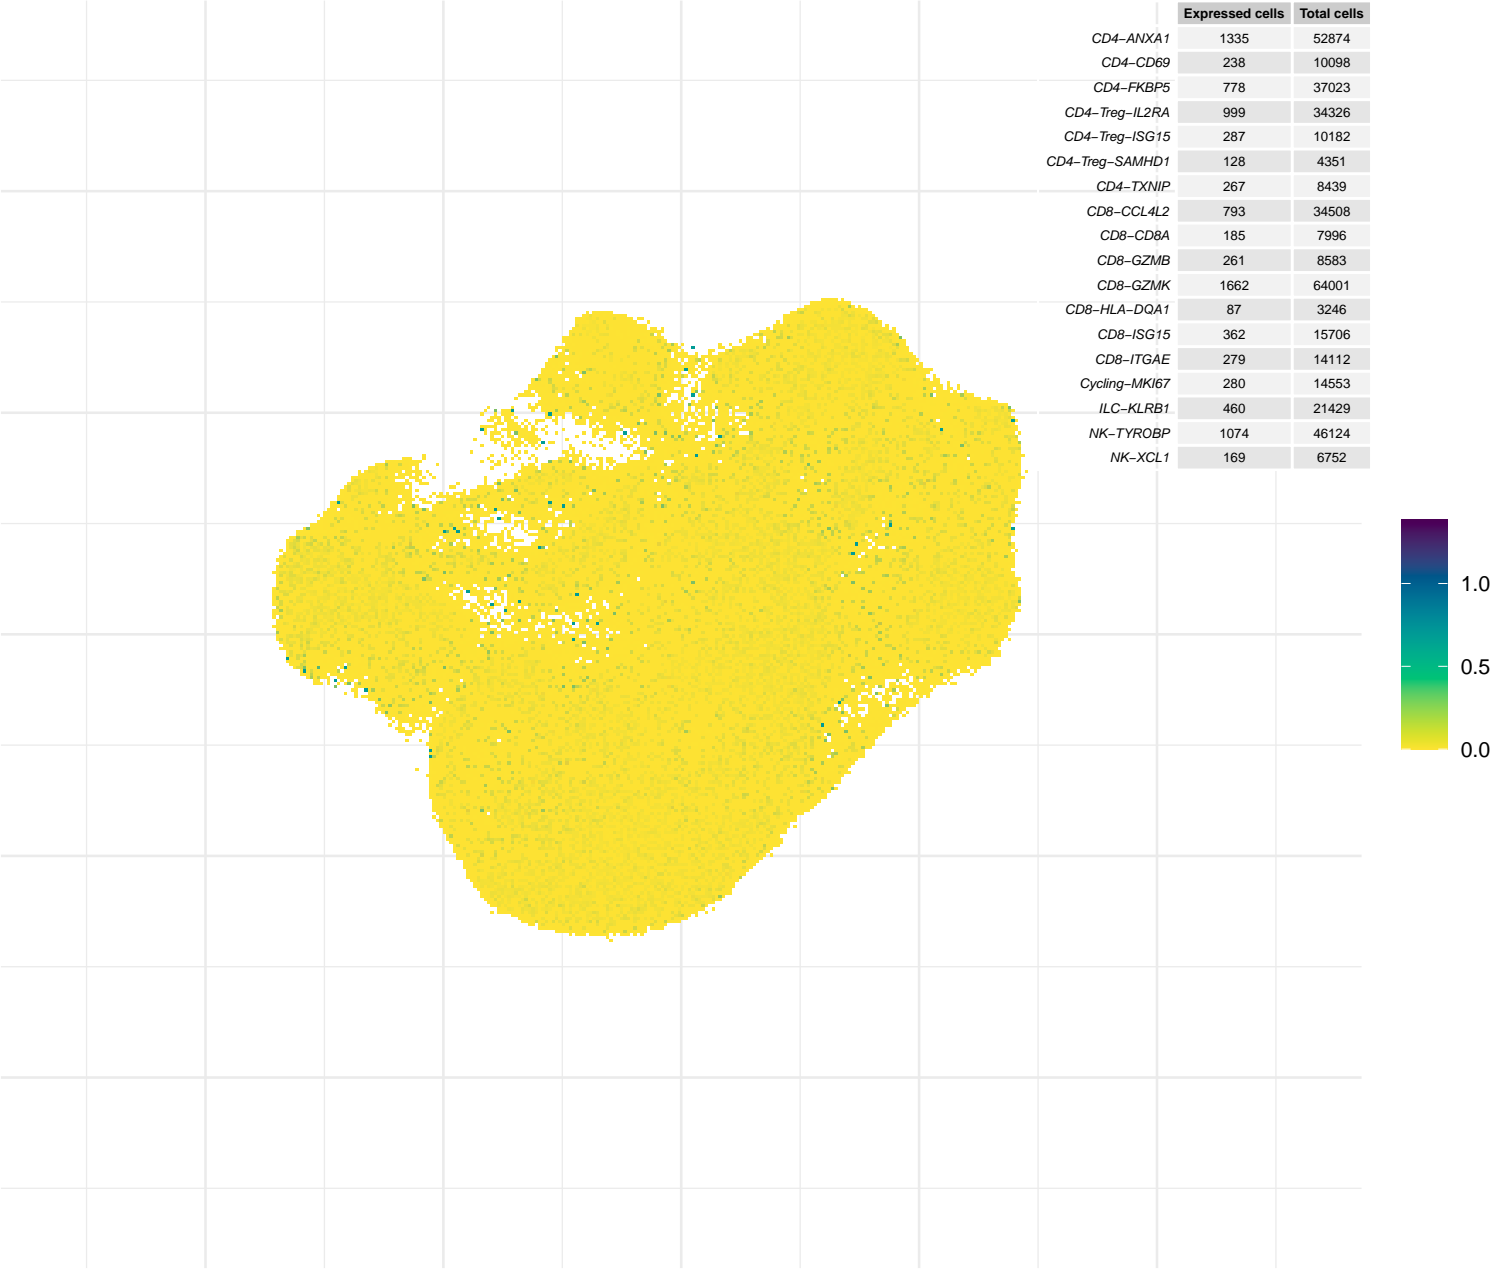 Expressed cells Total cells
CD4−ANXA1 1335 52874
CD4−CD69 238 10098
CD4−FKBP5 778 37023
CD4−Treg−IL2RA 999 34326
CD4−Treg−ISG15 287 10182
CD4−Treg−SAMHD1 128 4351
CD4−TXNIP 267 8439
CD8−CCL4L2 793 34508
CD8−CD8A 185 7996
CD8−GZMB 261 8583
CD8−GZMK 1662 64001
CD8−HLA−DQA1 87 3246
CD8−ISG15 362 15706
CD8−ITGAE 279 14112
Cycling−MKI67 280 14553
ILC−KLRB1 460 21429
NK−TYROBP 1074 46124
NK−XCL1 169 6752
1.0
0.5
0.0